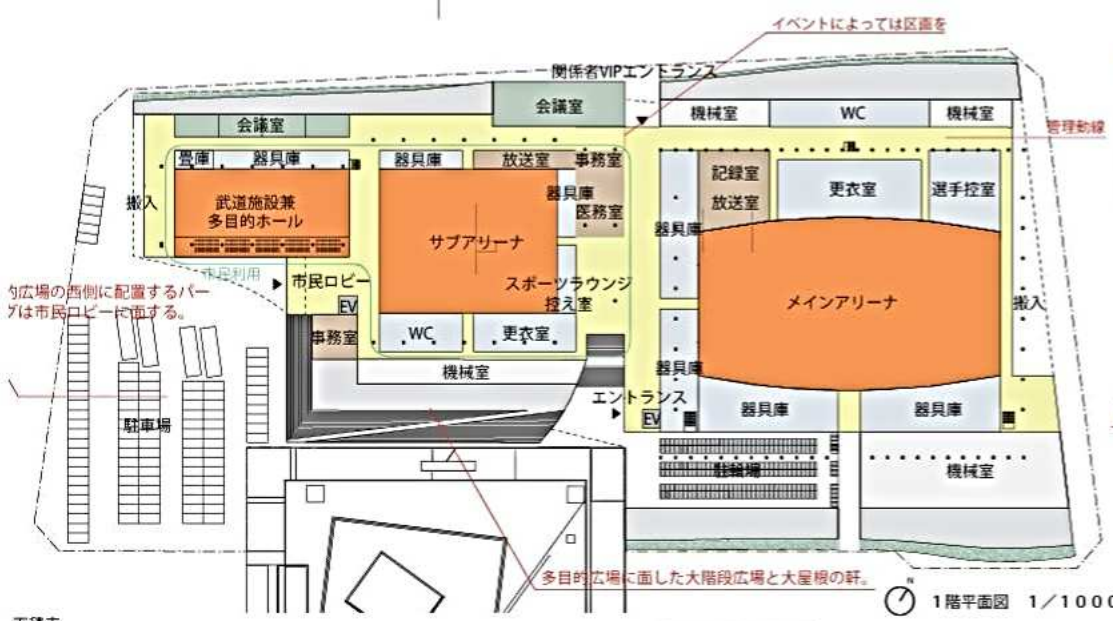 イベントによっては区画を
関係者VIPエントランス
会議室
機械室
WC
機械室
会議室
管理動線
畳庫
器具庫
器具庫
放送室
事務室
記録室
更衣室
選手控室
搬入
武道施設兼
多目的ホール
器具庫
医務室
放送室
器具庫
サブアリーナ
市民利用
市民ロビー
スポーツラウンジ
控え室
メインアリーナ
搬入
広場の西側に配置するパー
は市民ロビーに面する。
EV
事務室
WC
更衣室
機械室
器具庫
エントランス
EV
器具庫
器具庫
駐車場
駐輪場
機械室
多目的広場に面した大階段広場と大屋根の軒。
N
1階平面図 1/1000